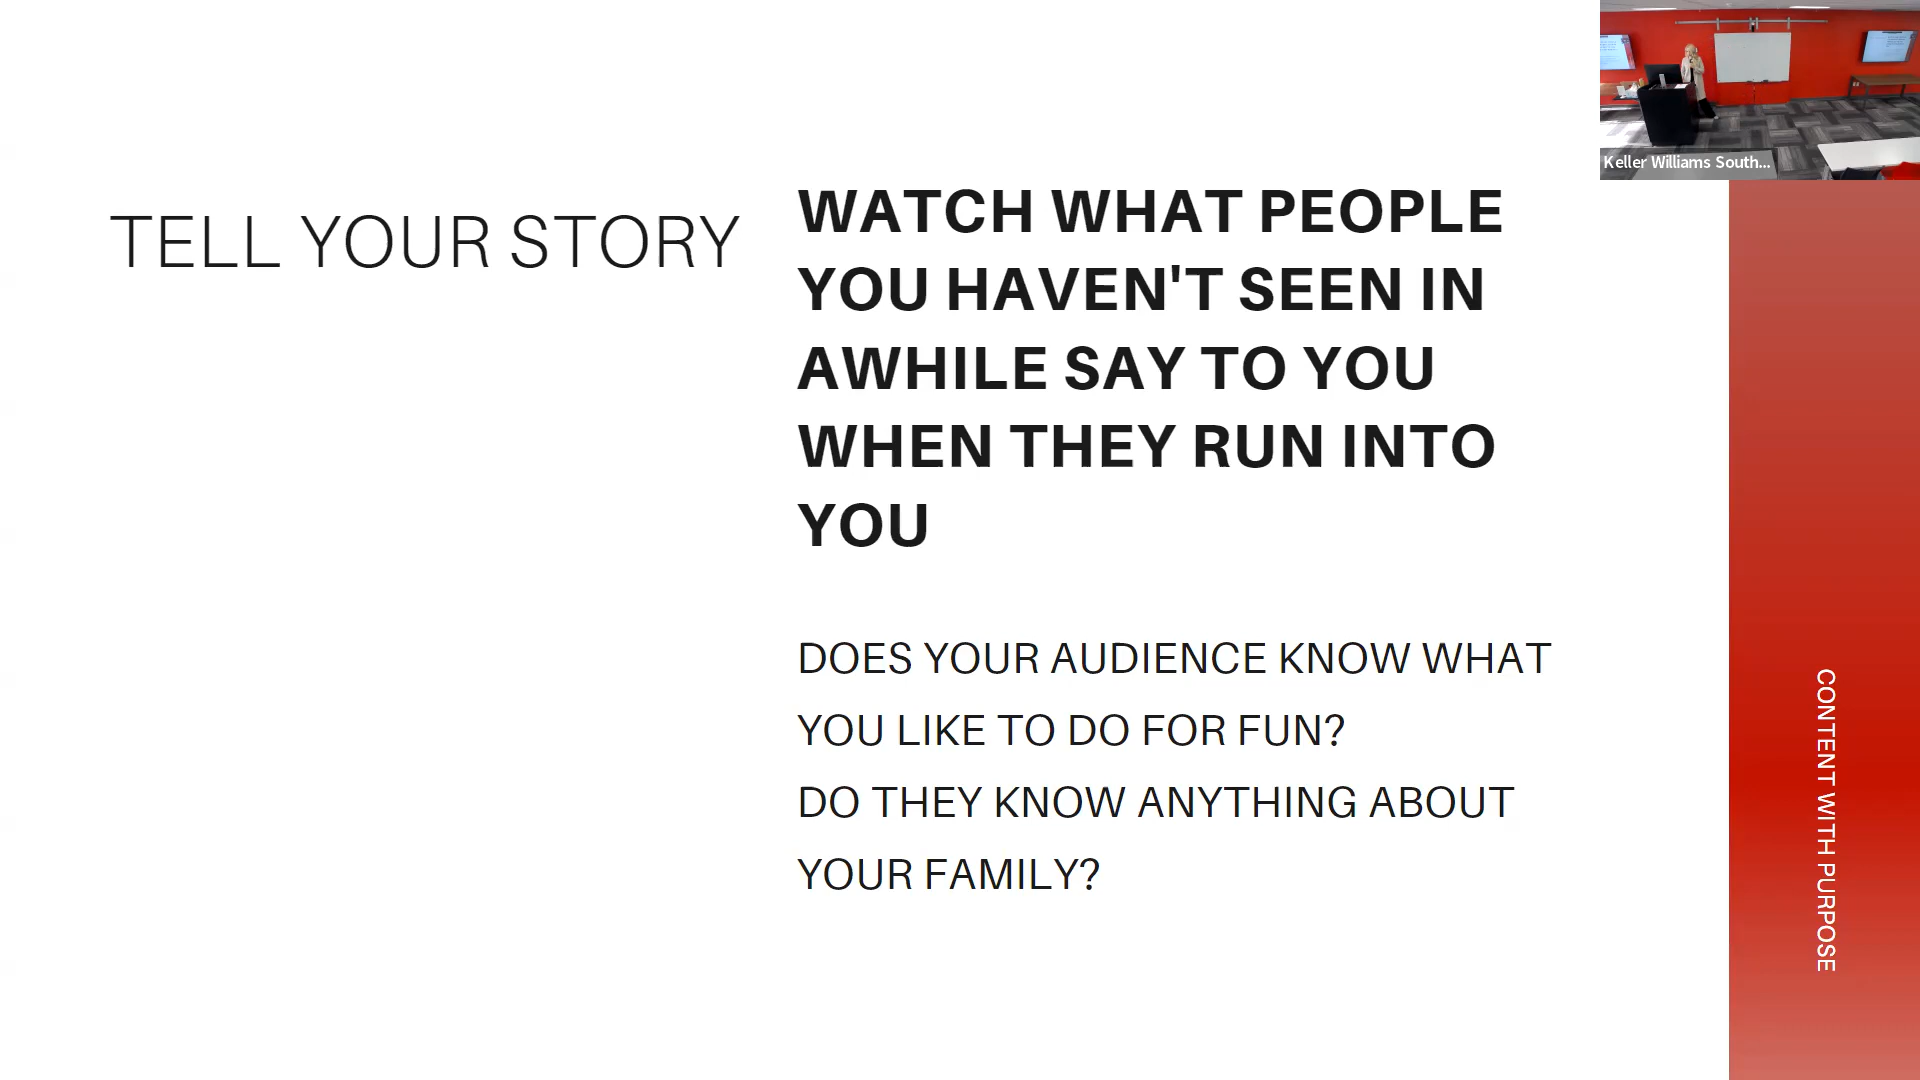 TELL YOUR STORY
WATCH WHAT PEOPLE
YOU HAVEN'T SEEN IN
AWHILE SAY TO YOU
WHEN THEY RUN INTO
YOU
DOES YOUR AUDIENCE KNOW WHAT
YOU LIKE TO DO FOR FUN?
DO THEY KNOW ANYTHING ABOUT
YOUR FAMILY?
Keller Williams South...
CONTENT WITH PURPOSE